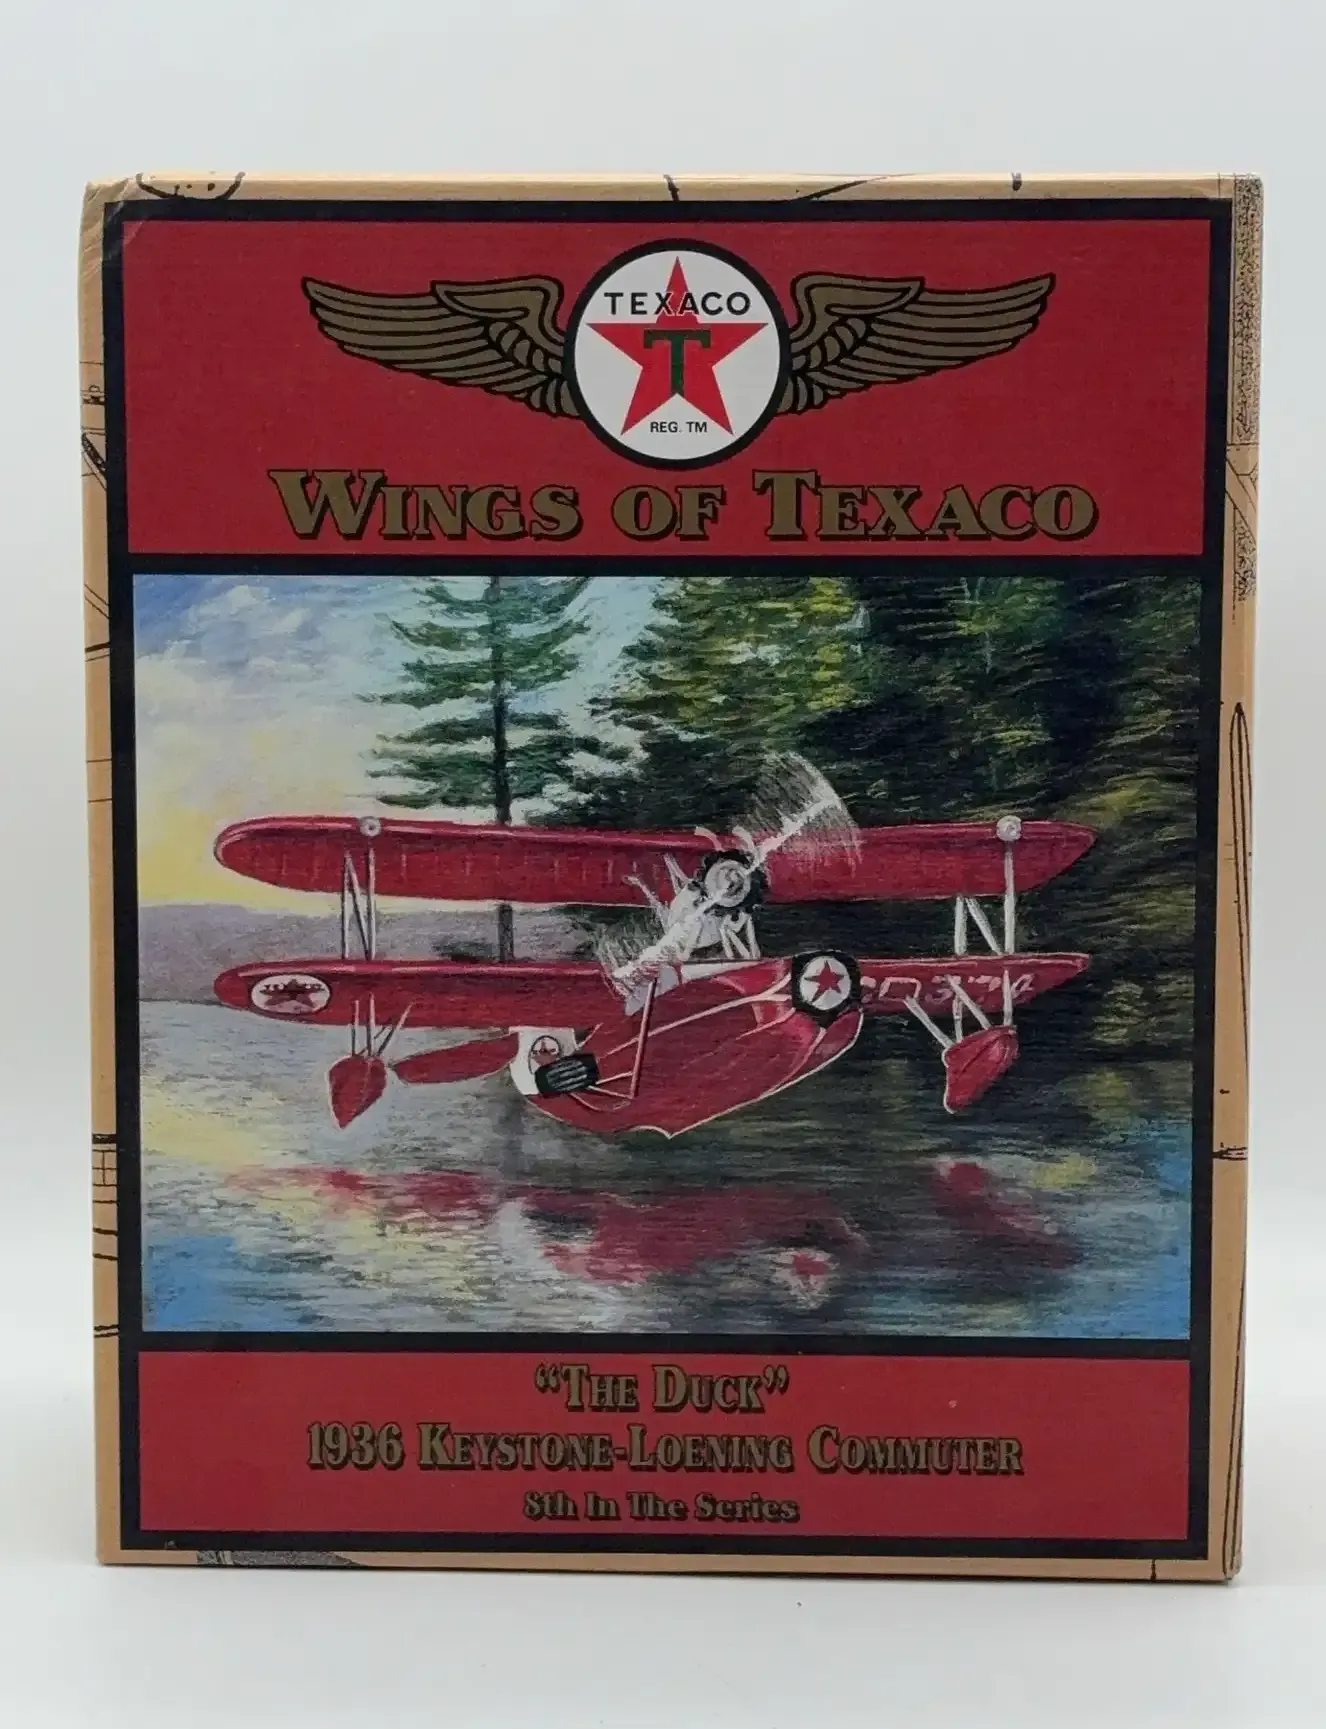 TEXACO
T
REG. TM
WINGS OF TEXACO
"THE DUCK"
1936 KEYSTONE-LOENING COMMUTER
8th In The Series